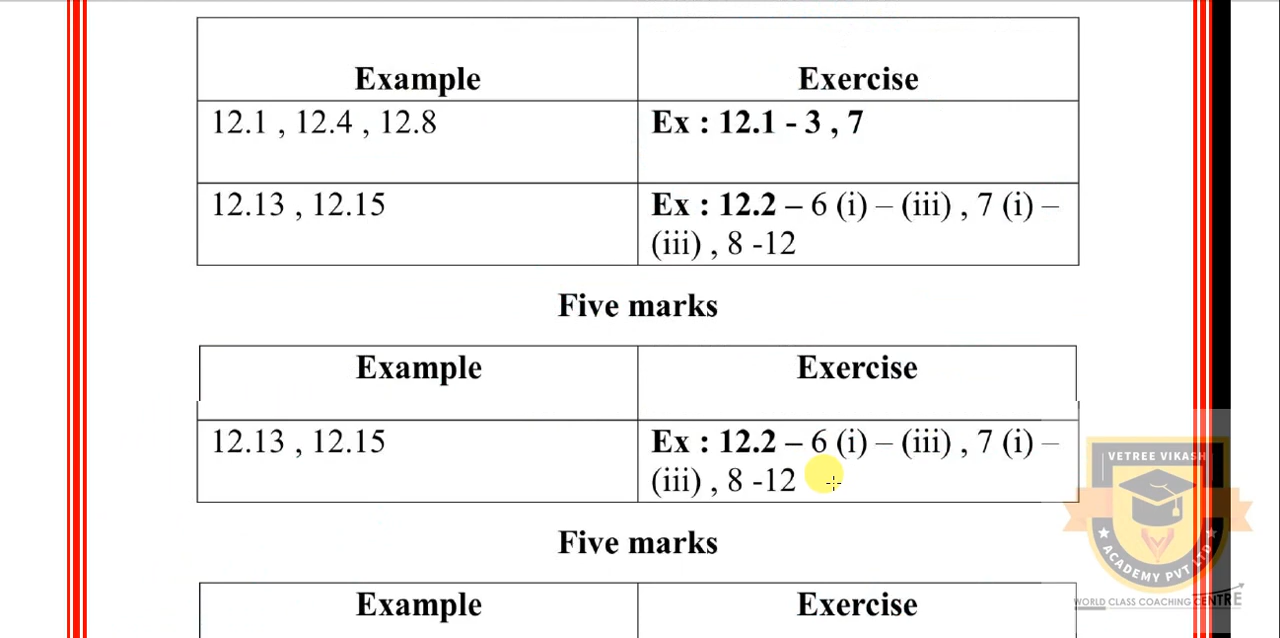 Example Exercise
12.1 , 12.4 , 12.8 Ex : 12.1 - 3 , 7
12.13 , 12.15 Ex : 12.2 – 6 (i) – (iii) , 7 (i) –
(iii) , 8 -12
Five marks
Example Exercise
12.13 , 12.15 Ex : 12.2 – 6 (i) – (iii) , 7 (i) –
(iii) , 8 -12
Five marks
Example Exercise
VETREE VIKASH
ACADEMY PVT LTD
WORLD CLASS COACHING CENTRE